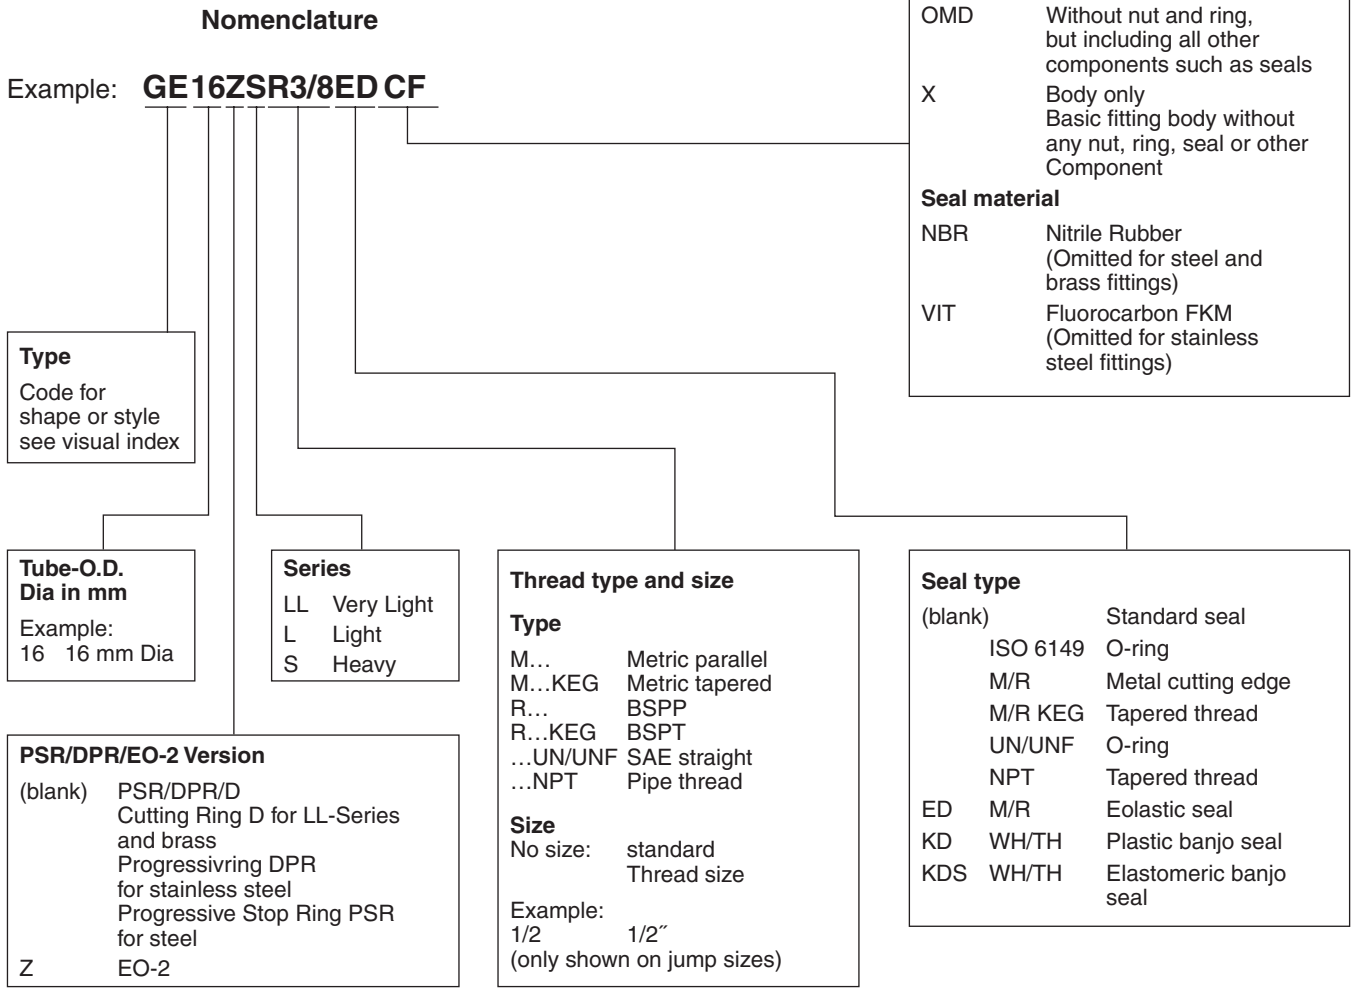 Nomenclature
Example: GE16ZSR3/8ED CF
OMD Without nut and ring,
but including all other
components such as seals
X Body only
Basic fitting body without
any nut, ring, seal or other
Component
Seal material
NBR Nitrile Rubber
(Omitted for steel and
brass fittings)
VIT Fluorocarbon FKM
(Omitted for stainless
steel fittings)
Type
Code for
shape or style
see visual index
Tube-O.D.
Dia in mm
Example:
16 16 mm Dia
Series
LL Very Light
L Light
S Heavy
PSR/DPR/EO-2 Version
(blank) PSR/DPR/D
Cutting Ring D for LL-Series
and brass
Progressivring DPR
for stainless steel
Progressive Stop Ring PSR
for steel
Z EO-2
Thread type and size
Type
M… Metric parallel
M…KEG Metric tapered
R… BSPP
R…KEG BSPT
…UN/UNF SAE straight
…NPT Pipe thread
Size
No size: standard
Thread size
Example:
1/2 1/2˝
(only shown on jump sizes)
Seal type
(blank) Standard seal
ISO 6149 O-ring
M/R Metal cutting edge
M/R KEG Tapered thread
UN/UNF O-ring
NPT Tapered thread
ED M/R Eolastic seal
KD WH/TH Plastic banjo seal
KDS WH/TH Elastomeric banjo
seal